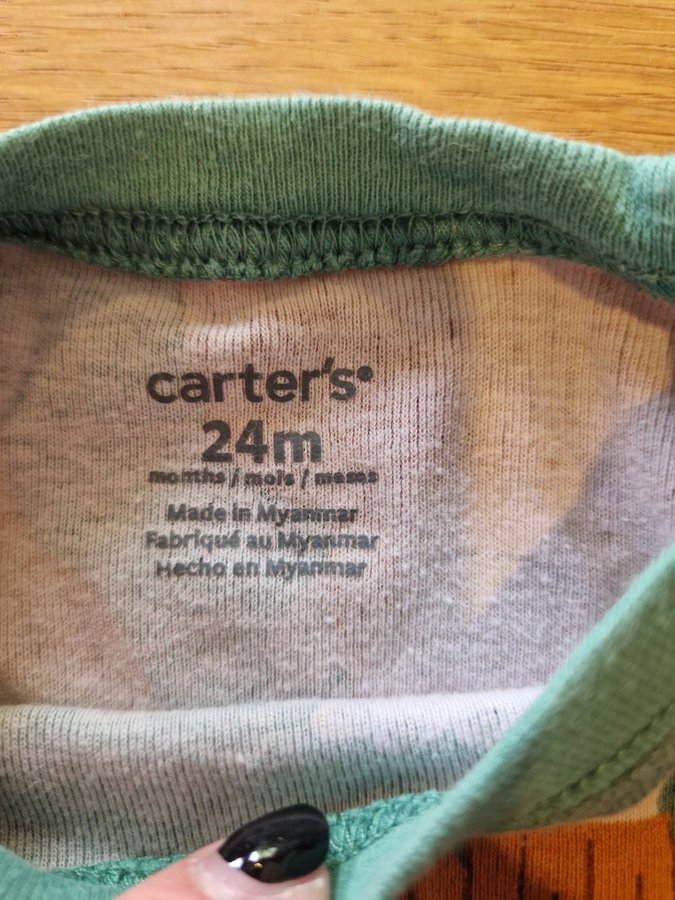 carter's®
24m
months / mois / meses
Made in Myanmar
Fabriqué au Myanmar
Hecho en Myanmar